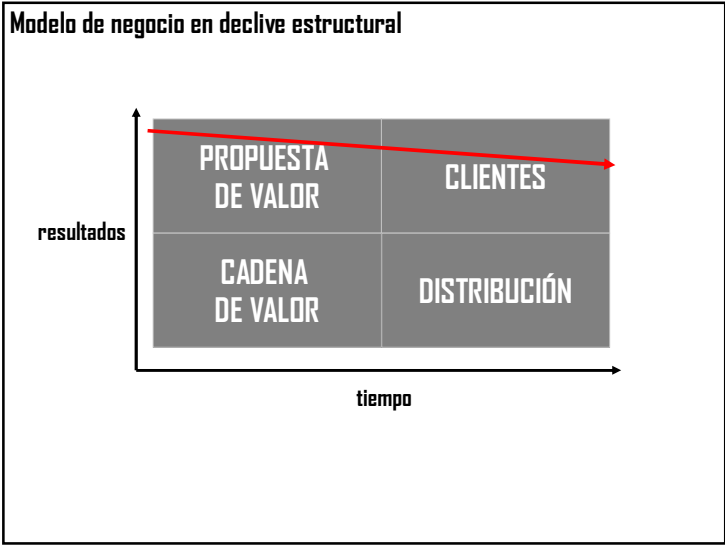 Modelo de negocio en declive estructural
PROPUESTA
DE VALOR
CLIENTES
resultados
CADENA
DE VALOR
DISTRIBUCIÓN
tiempo